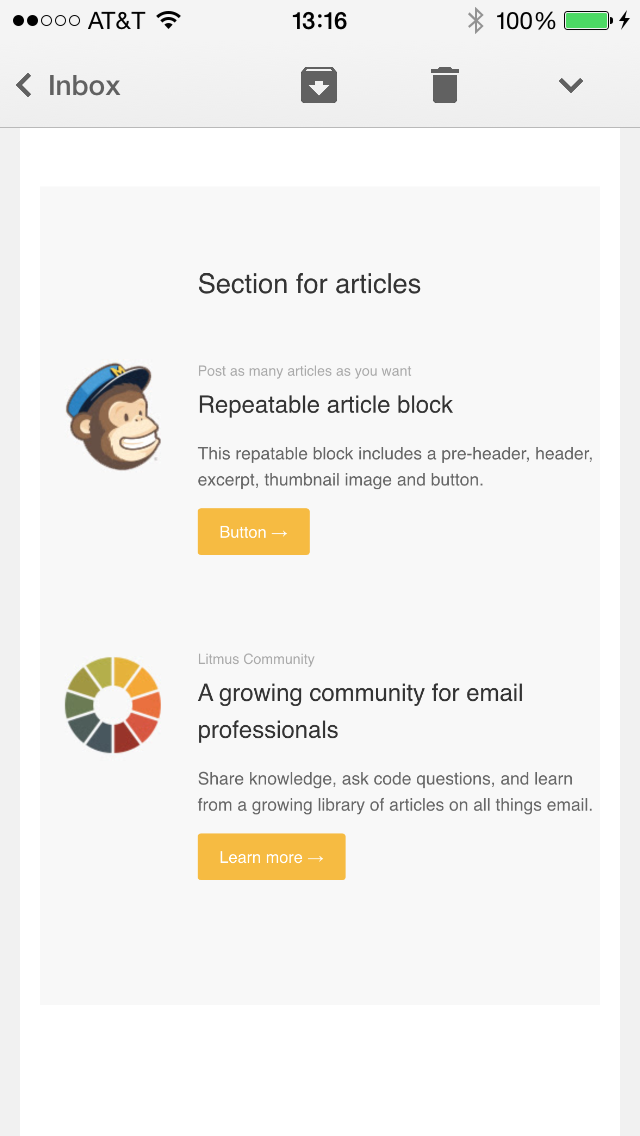 AT&T 13:16 100%
Inbox
Section for articles
Post as many articles as you want
Repeatable article block
This repatable block includes a pre-header, header,
excerpt, thumbnail image and button.
Button →
Litmus Community
A growing community for email
professionals
Share knowledge, ask code questions, and learn
from a growing library of articles on all things email.
Learn more →